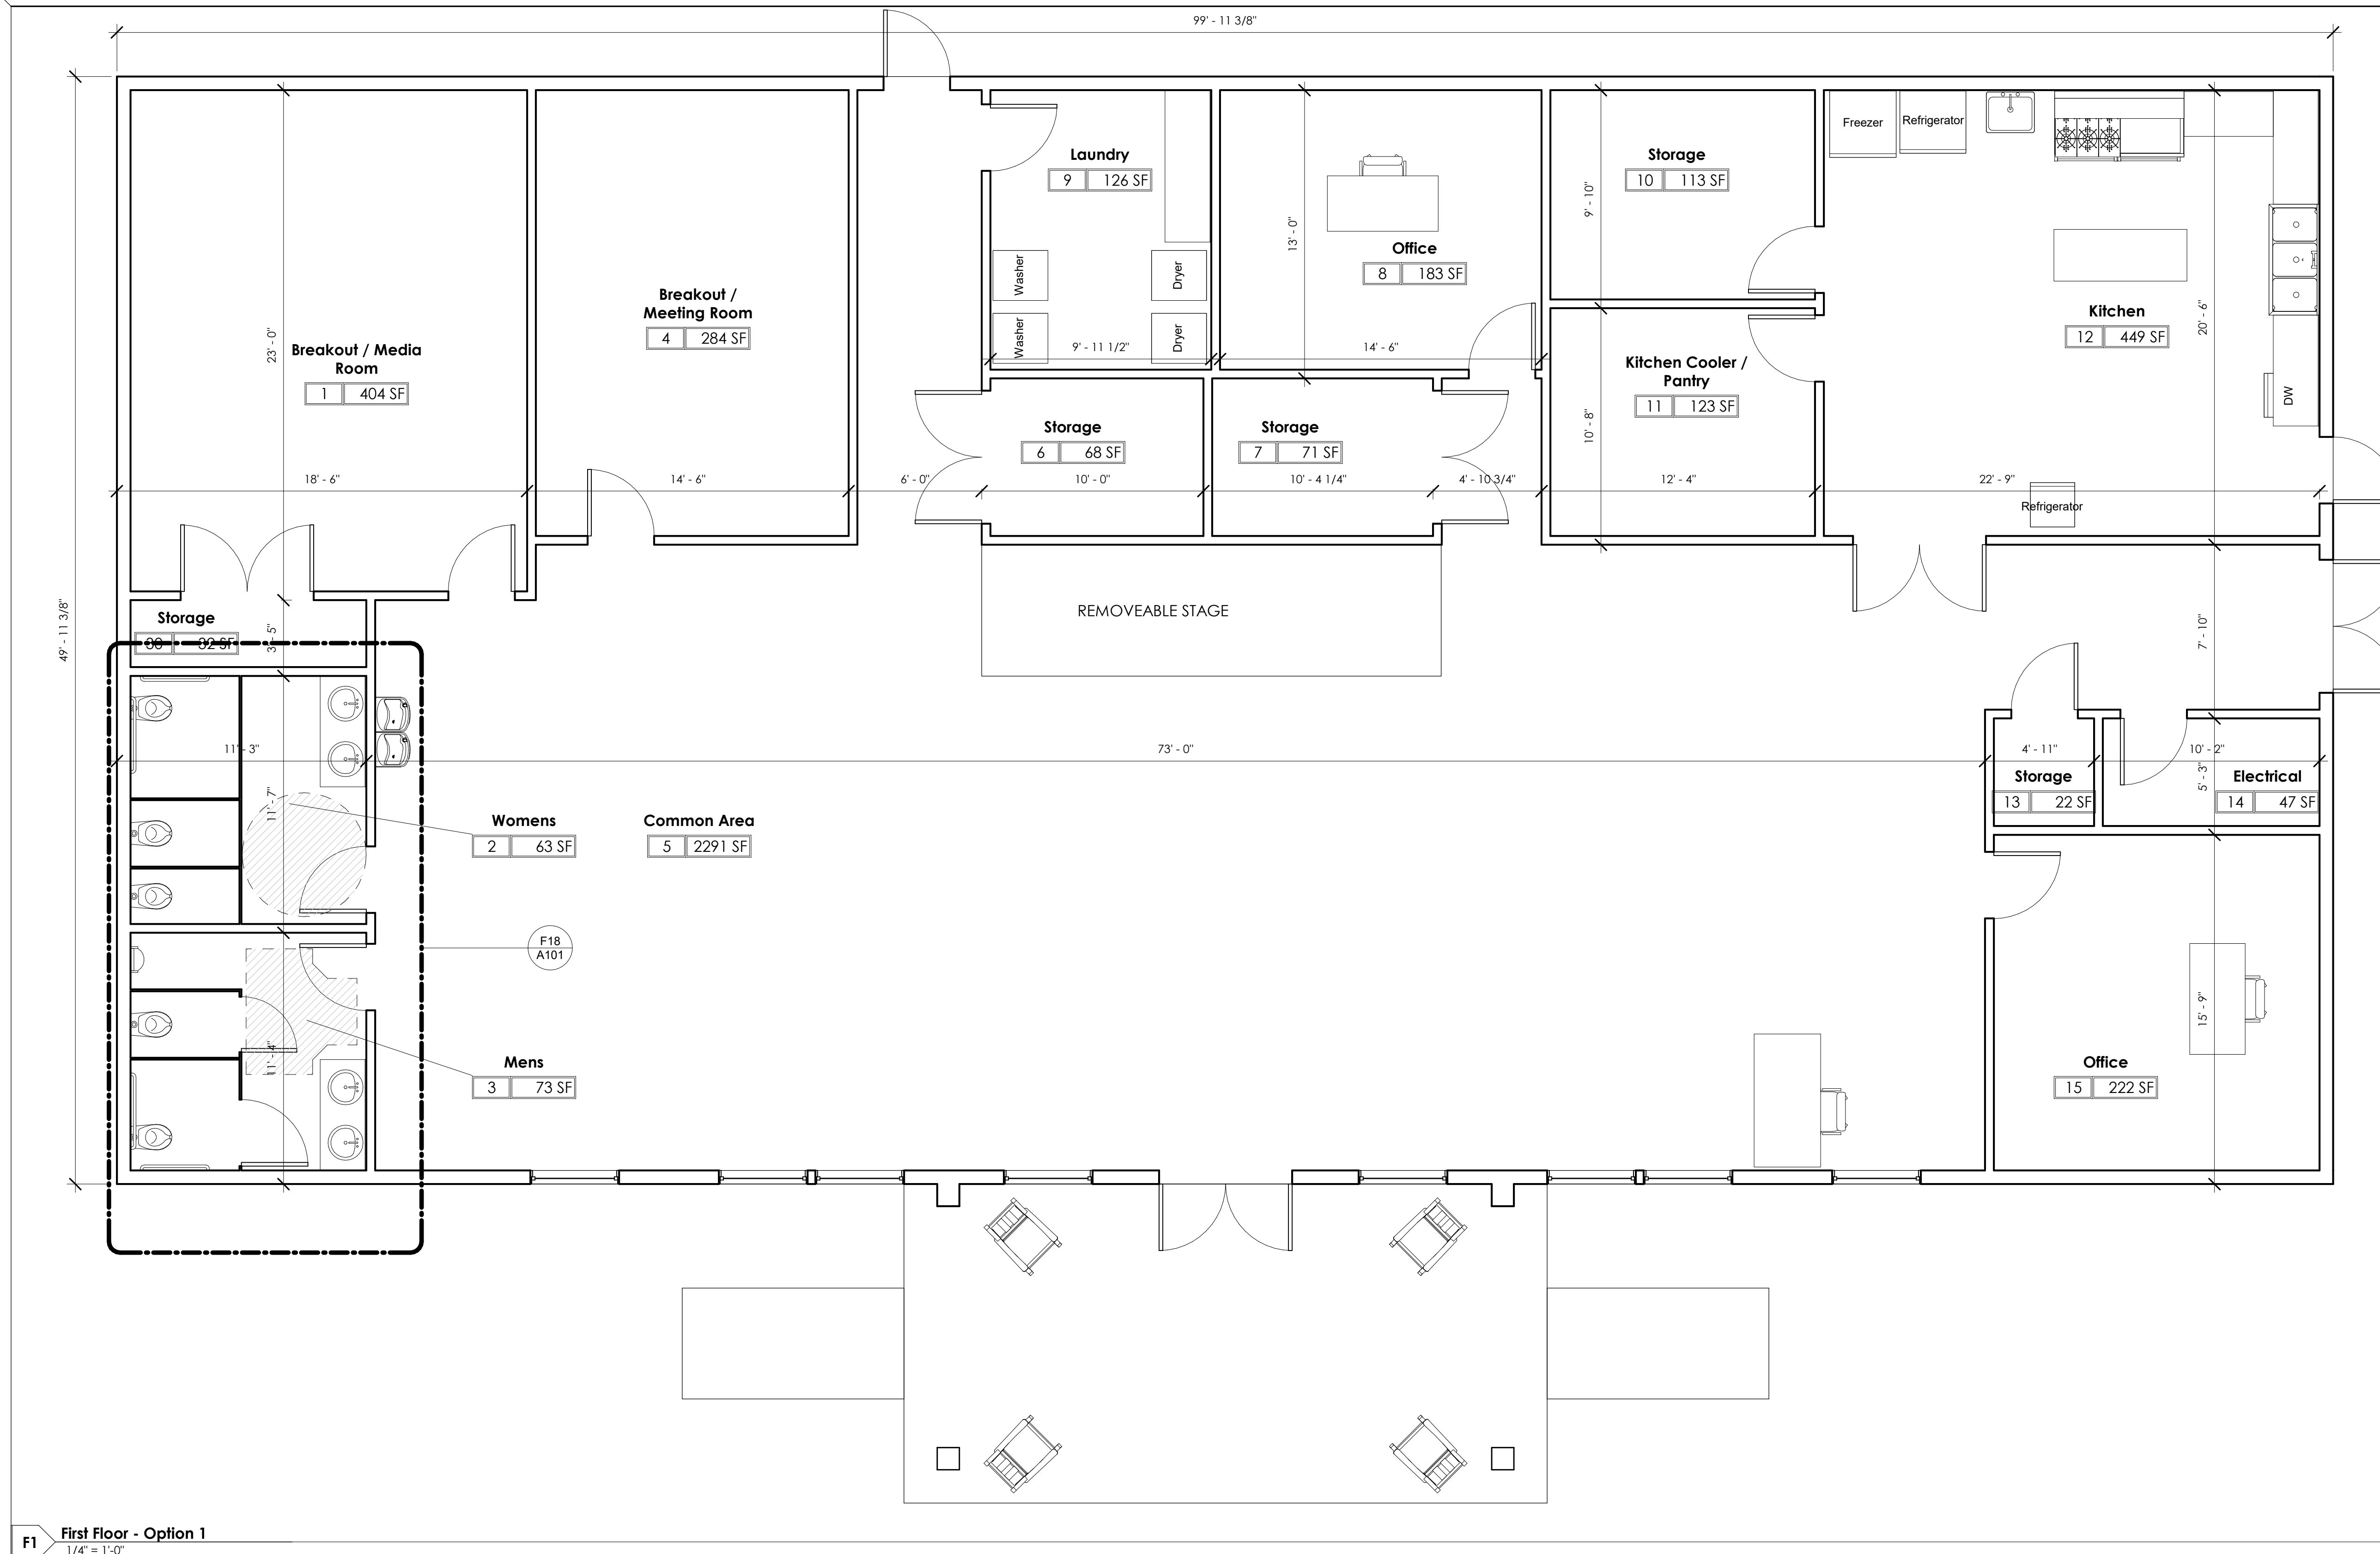 99' - 11 3/8"
49' - 11 3/8"
Breakout / Media
Room
1 404 SF
23' - 0"
18' - 6"
Breakout /
Meeting Room
4 284 SF
14' - 6"
6' - 0"
Laundry
9 126 SF
Washer
Washer
Dryer
Dryer
9' - 11 1/2"
Office
8 183 SF
13' - 0"
14' - 6"
Storage
6 68 SF
10' - 0"
Storage
7 71 SF
10' - 4 1/4"
4' - 10 3/4"
Storage
10 113 SF
9' - 10"
Kitchen Cooler /
Pantry
11 123 SF
10' - 8"
12' - 4"
Freezer
Refrigerator
Kitchen
12 449 SF
20' - 6"
DW
22' - 9"
Refrigerator
REMOVEABLE STAGE
Storage
30 32 SF
3' - 5"
7' - 10"
11' - 3"
73' - 0"
4' - 11"
10' - 2"
5' - 3"
Storage
13 22 SF
Electrical
14 47 SF
11' - 7"
Womens
2 63 SF
Common Area
5 2291 SF
F18
A101
11' - 4"
Mens
3 73 SF
15' - 9"
Office
15 222 SF
F1
First Floor - Option 1
1/4" = 1'-0"